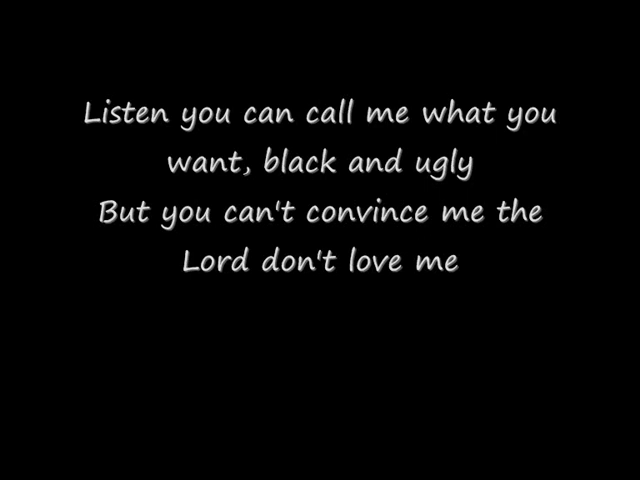 Listen you can call me what you
want, black and ugly
But you can't convince me the
Lord don't love me